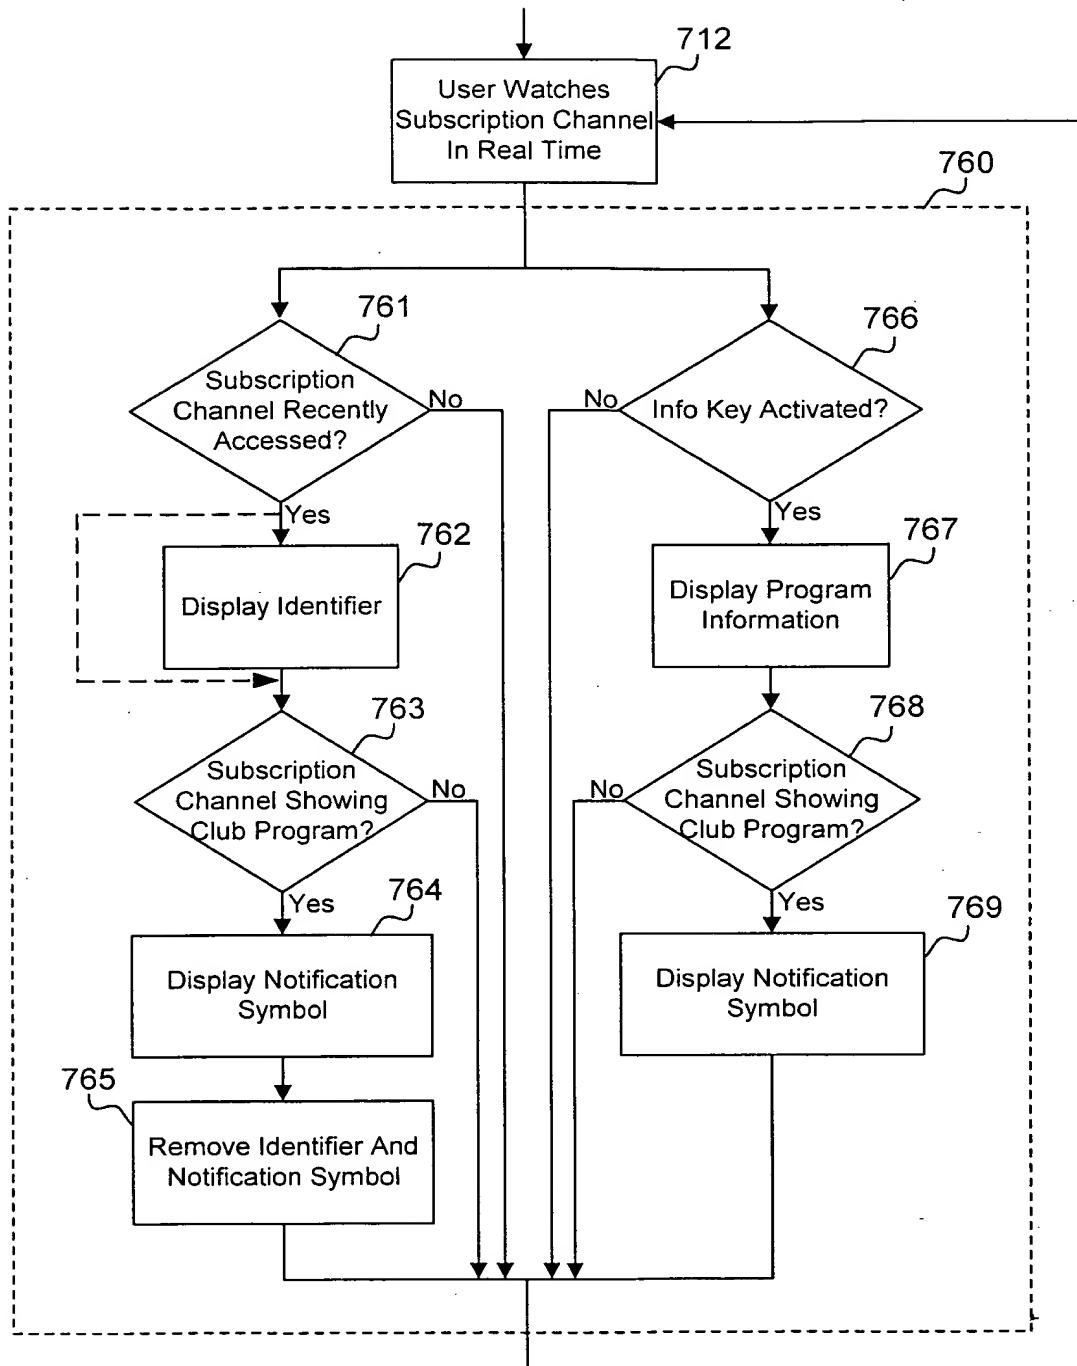 712
User Watches
Subscription Channel
In Real Time
760
761
Subscription
Channel Recently
Accessed?
No
Yes
762
Display Identifier
763
Subscription
Channel Showing
Club Program?
No
Yes
764
Display Notification
Symbol
765
Remove Identifier And
Notification Symbol
766
Info Key Activated?
No
Yes
767
Display Program
Information
768
Subscription
Channel Showing
Club Program?
No
Yes
769
Display Notification
Symbol